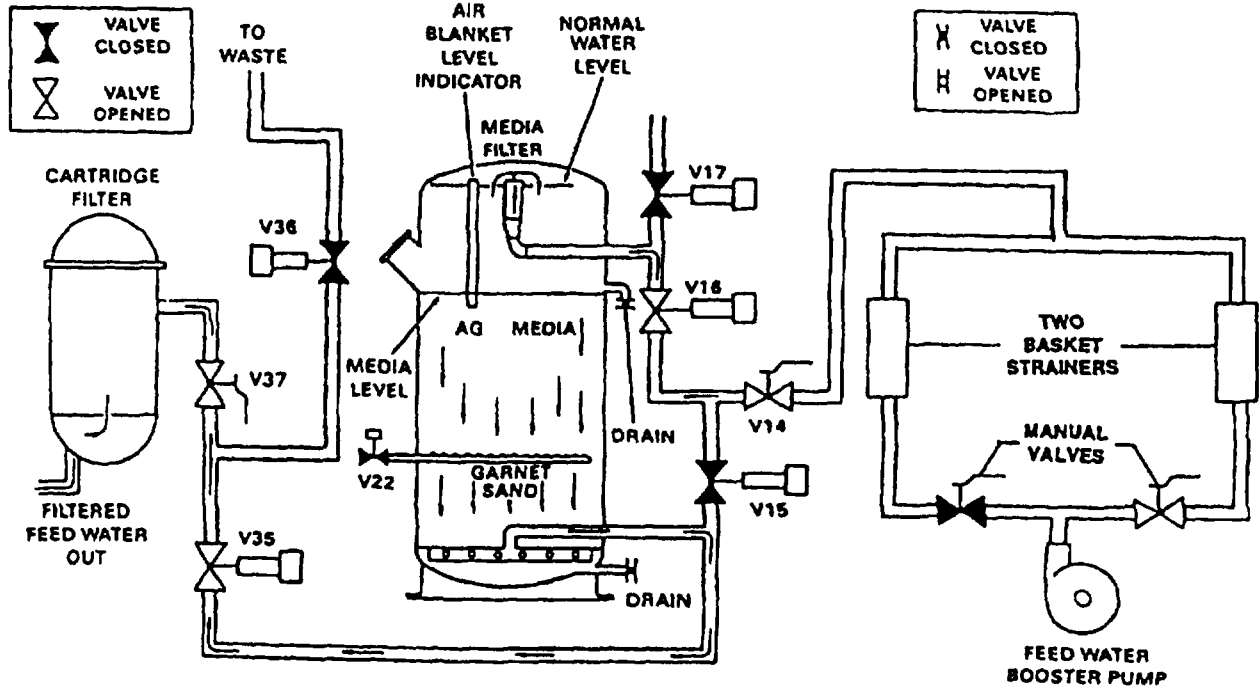 VALVE
CLOSED
VALVE
OPENED
TO
WASTE
AIR
BLANKET
LEVEL
INDICATOR
NORMAL
WATER
LEVEL
VALVE
CLOSED
VALVE
OPENED
MEDIA
FILTER
CARTRIDGE
FILTER
V17
V36
V16
AG MEDIA
MEDIA
LEVEL
TWO
BASKET
STRAINERS
V37
DRAIN
V14
MANUAL
VALVES
V22
GARNET
SAND
V15
FILTERED
FEED WATER
OUT
V35
DRAIN
FEED WATER
BOOSTER PUMP